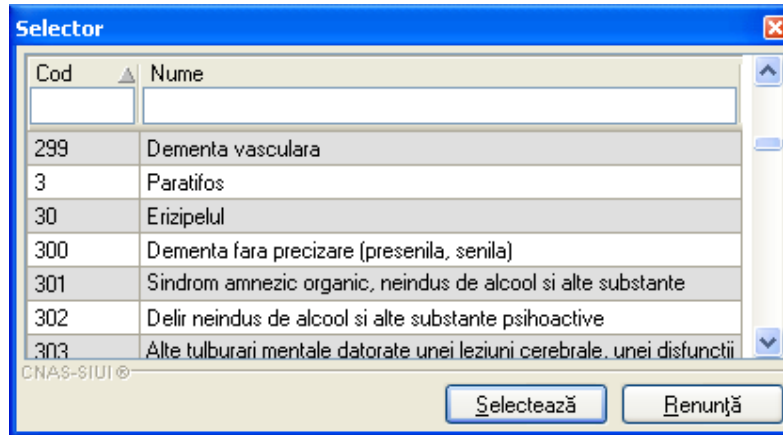 Selector
Cod Nume
299 Dementa vasculara
3 Paratifos
30 Erizipelul
300 Dementa fara precizare (presenila, senila)
301 Sindrom amnezic organic, neindus de alcool si alte substante
302 Delir neindus de alcool si alte substante psihoactive
303 Alte tulburari mentale datorate unei leziuni cerebrale, unei disfunctii
CNAS-SIUI®
Selectează Renunţă